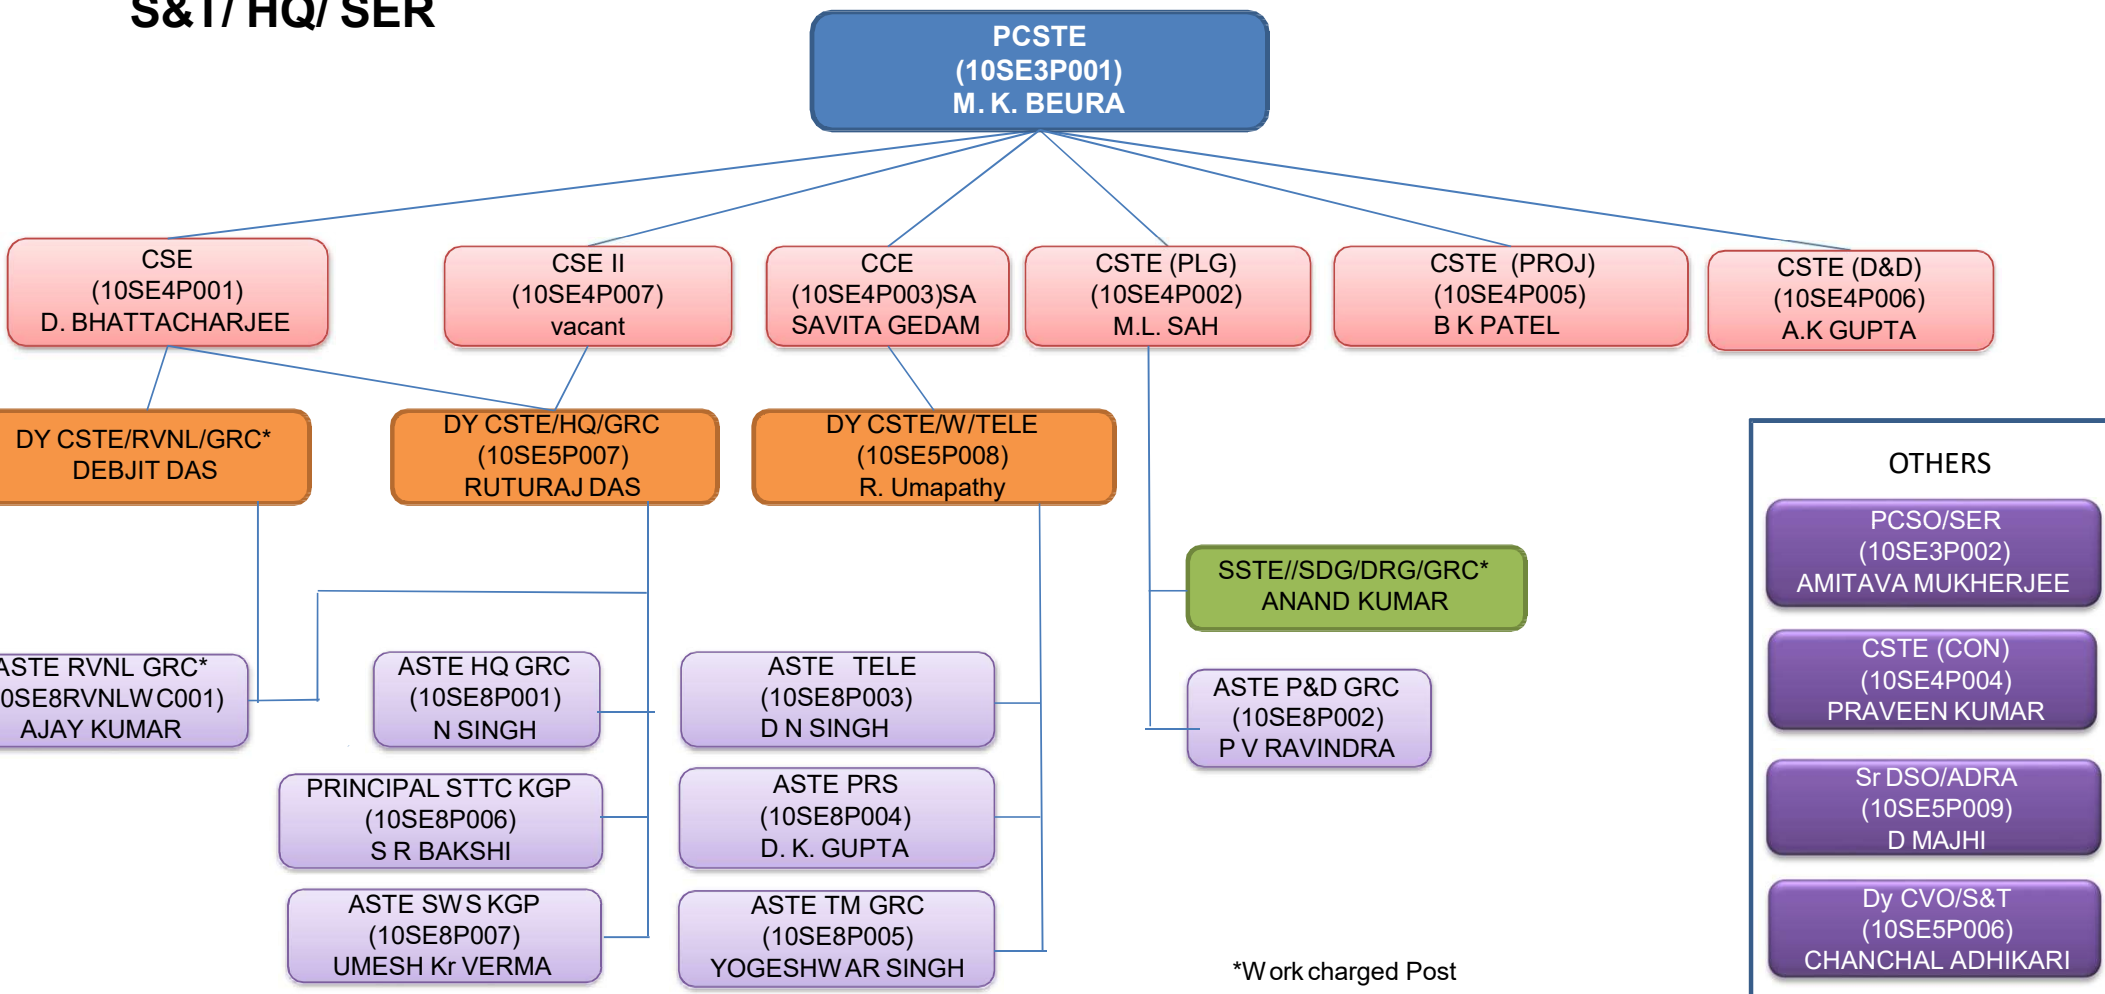 S&T/ HQ/ SER
PCSTE
(10SE3P001)
M. K. BEURA
CSE
(10SE4P001)
D. BHATTACHARJEE
CSE II
(10SE4P007)
vacant
CCE
(10SE4P003)SA
SAVITA GEDAM
CSTE (PLG)
(10SE4P002)
M.L. SAH
CSTE (PROJ)
(10SE4P005)
B K PATEL
CSTE (D&D)
(10SE4P006)
A.K GUPTA
DY CSTE/RVNL/GRC*
DEBJIT DAS
DY CSTE/HQ/GRC
(10SE5P007)
RUTURAJ DAS
DY CSTE/W/TELE
(10SE5P008)
R. Umapathy
SSTE//SDG/DRG/GRC*
ANAND KUMAR
ASTE RVNL GRC*
0SE8RVNLWC001)
AJAY KUMAR
ASTE HQ GRC
(10SE8P001)
N SINGH
ASTE TELE
(10SE8P003)
D N SINGH
ASTE P&D GRC
(10SE8P002)
P V RAVINDRA
PRINCIPAL STTC KGP
(10SE8P006)
S R BAKSHI
ASTE PRS
(10SE8P004)
D. K. GUPTA
ASTE SWS KGP
(10SE8P007)
UMESH Kr VERMA
ASTE TM GRC
(10SE8P005)
YOGESHWAR SINGH
*Work charged Post
OTHERS
PCSO/SER
(10SE3P002)
AMITAVA MUKHERJEE
CSTE (CON)
(10SE4P004)
PRAVEEN KUMAR
Sr DSO/ADRA
(10SE5P009)
D MAJHI
Dy CVO/S&T
(10SE5P006)
CHANCHAL ADHIKARI